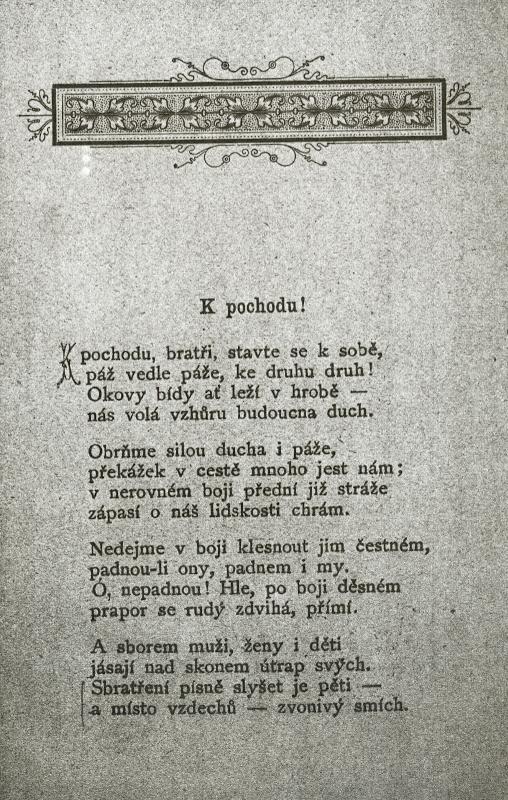 K pochodu!
K pochodu, bratři, stavte se k sobě,
páž vedle páže, ke druhu druh!
Okovy bídy ať leží v hrobě —
nás volá vzhůru budoucna duch.
Obrňme silou ducha i páže,
překážek v cestě mnoho jest nám;
v nerovném boji přední již stráže
zápasí o náš lidskosti chrám.
Nedejme v boji klesnout jim čestném,
padnou-li ony, padnem i my.
Ó, nepadnou! Hle, po boji děsném
prapor se rudý zdvihá, přímí.
A sborem muži, ženy i děti
jásají nad skonem útrap svých.
Sbratření písně slyšet je pěti —
a místo vzdechů — zvonivý smích.